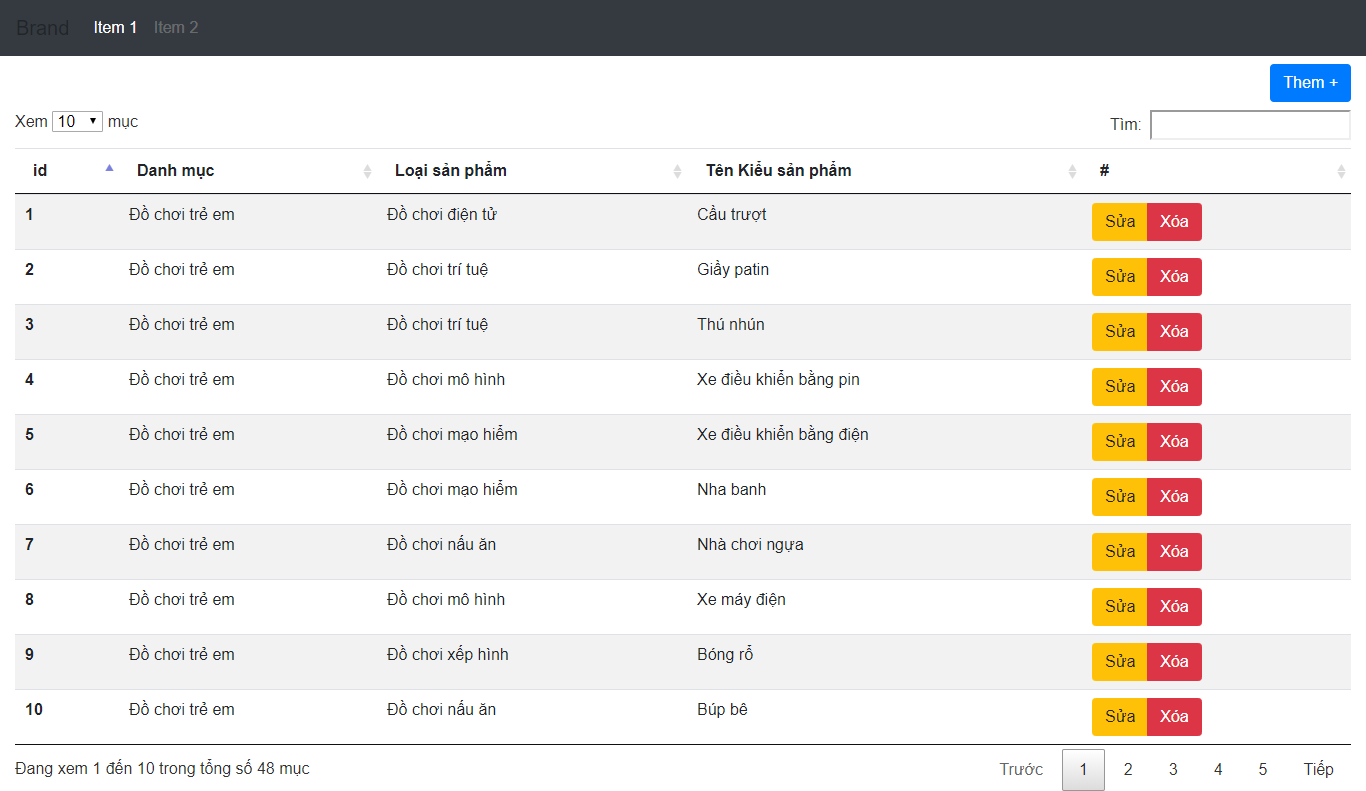 Brand Item 1 Item 2
Them +
Xem 10 mục Tìm:
id Danh mục Loại sản phẩm Tên Kiểu sản phẩm #
1 Đồ chơi trẻ em Đồ chơi điện tử Cầu trượt Sửa Xóa
2 Đồ chơi trẻ em Đồ chơi trí tuệ Giầy patin Sửa Xóa
3 Đồ chơi trẻ em Đồ chơi trí tuệ Thú nhún Sửa Xóa
4 Đồ chơi trẻ em Đồ chơi mô hình Xe điều khiển bằng pin Sửa Xóa
5 Đồ chơi trẻ em Đồ chơi mạo hiểm Xe điều khiển bằng điện Sửa Xóa
6 Đồ chơi trẻ em Đồ chơi mạo hiểm Nha banh Sửa Xóa
7 Đồ chơi trẻ em Đồ chơi nấu ăn Nhà chơi ngựa Sửa Xóa
8 Đồ chơi trẻ em Đồ chơi mô hình Xe máy điện Sửa Xóa
9 Đồ chơi trẻ em Đồ chơi xếp hình Bóng rổ Sửa Xóa
10 Đồ chơi trẻ em Đồ chơi nấu ăn Búp bê Sửa Xóa
Đang xem 1 đến 10 trong tổng số 48 mục Trước 1 2 3 4 5 Tiếp